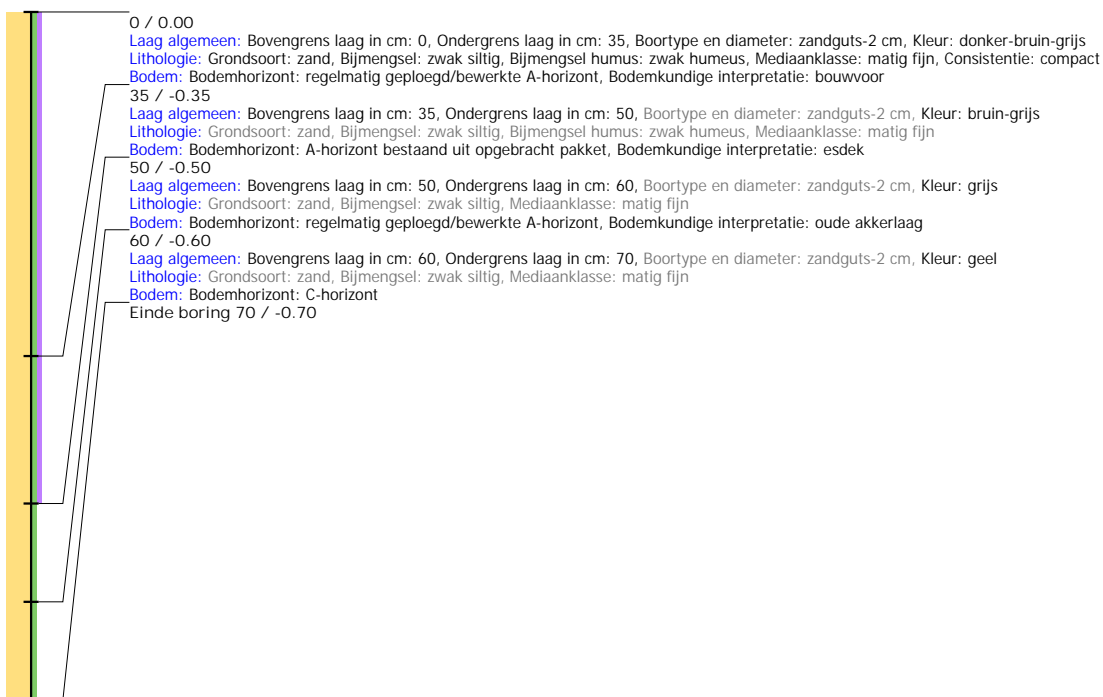 0 / 0.00
Laag algemeen: Bovengrens laag in cm: 0, Ondergrens laag in cm: 35, Boortype en diameter: zandguts-2 cm, Kleur: donker-bruin-grijs
Lithologie: Grondsoort: zand, Bijmengsel: zwak siltig, Bijmengsel humus: zwak humeus, Mediaanklasse: matig fijn, Consistentie: compact
Bodem: Bodemhorizont: regelmatig geploegd/bewerkte A-horizont, Bodemkundige interpretatie: bouwvoor
35 / -0.35
Laag algemeen: Bovengrens laag in cm: 35, Ondergrens laag in cm: 50, Boortype en diameter: zandguts-2 cm, Kleur: bruin-grijs
Lithologie: Grondsoort: zand, Bijmengsel: zwak siltig, Bijmengsel humus: zwak humeus, Mediaanklasse: matig fijn
Bodem: Bodemhorizont: A-horizont bestaand uit opgebracht pakket, Bodemkundige interpretatie: esdek
50 / -0.50
Laag algemeen: Bovengrens laag in cm: 50, Ondergrens laag in cm: 60, Boortype en diameter: zandguts-2 cm, Kleur: grijs
Lithologie: Grondsoort: zand, Bijmengsel: zwak siltig, Mediaanklasse: matig fijn
Bodem: Bodemhorizont: regelmatig geploegd/bewerkte A-horizont, Bodemkundige interpretatie: oude akkerlaag
60 / -0.60
Laag algemeen: Bovengrens laag in cm: 60, Ondergrens laag in cm: 70, Boortype en diameter: zandguts-2 cm, Kleur: geel
Lithologie: Grondsoort: zand, Bijmengsel: zwak siltig, Mediaanklasse: matig fijn
Bodem: Bodemhorizont: C-horizont
Einde boring 70 / -0.70